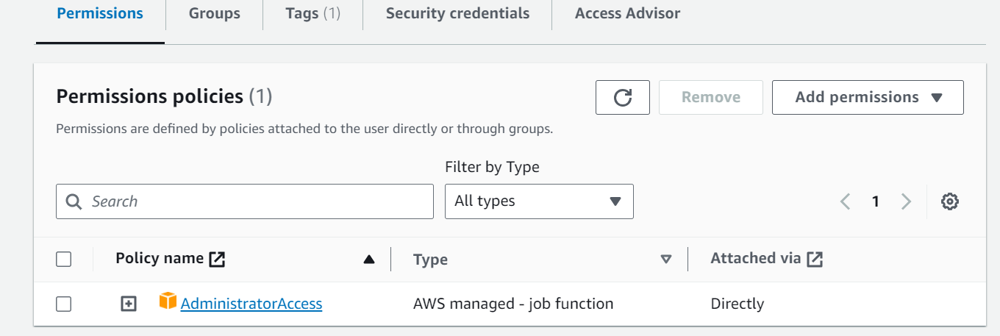 Permissions Groups Tags (1) Security credentials Access Advisor
Permissions policies (1) Remove Add permissions
Permissions are defined by policies attached to the user directly or through groups.
Filter by Type
Search All types 1
Policy name Type Attached via
AdministratorAccess AWS managed - job function Directly